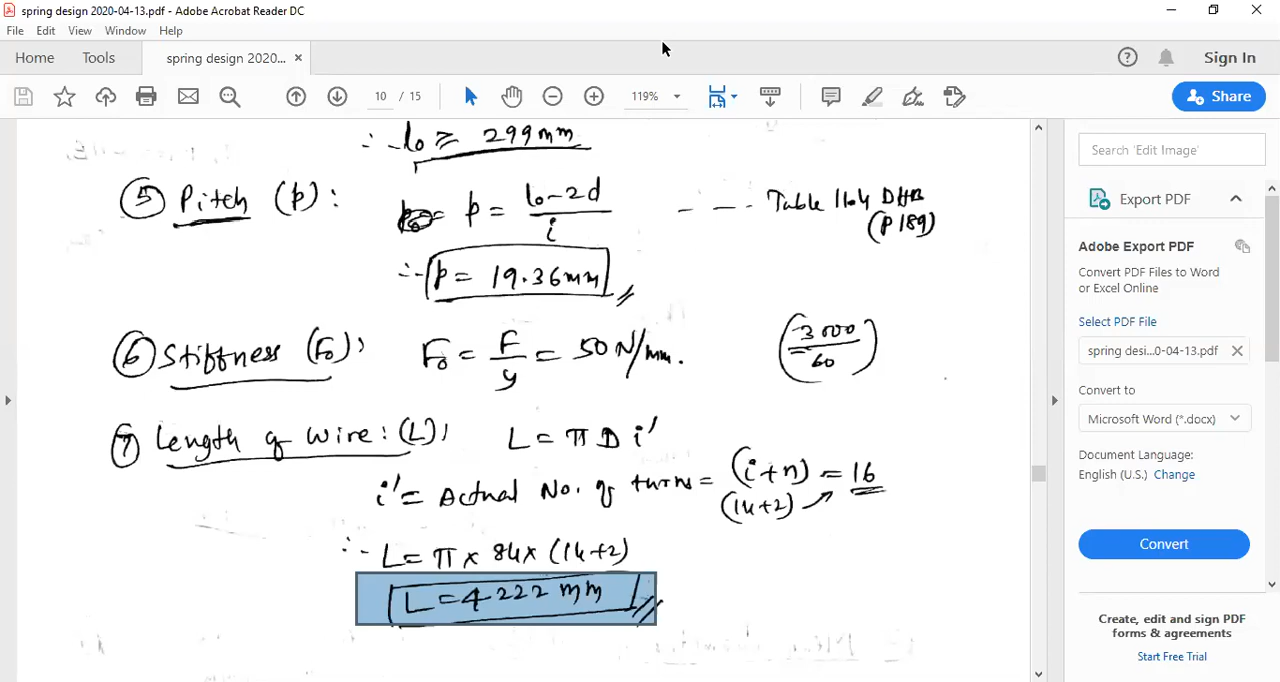 spring design 2020-04-13.pdf - Adobe Acrobat Reader DC
File Edit View Window Help
Home Tools spring design 2020... ×
Sign In
10 / 15 119% Share
∴ l₀ ≥ 299mm
⑤ Pitch (p): p = (l₀-2d)/i - - - Table 11.4 DHB
(P 189)
∴ p = 19.36mm
⑥ Stiffness (F₀): F₀ = F/y = 50 N/mm. (3000/60)
⑦ Length of wire: (L): L = π D i'
i' = Actual No. of turns = (i+n) = 16
(14+2)
∴ L = π × 84 × (14+2)
L = 4222 mm
Search 'Edit Image'
Export PDF
Adobe Export PDF
Convert PDF Files to Word
or Excel Online
Select PDF File
spring desi...0-04-13.pdf ×
Convert to
Microsoft Word (*.docx)
Document Language:
English (U.S.) Change
Convert
Create, edit and sign PDF
forms & agreements
Start Free Trial